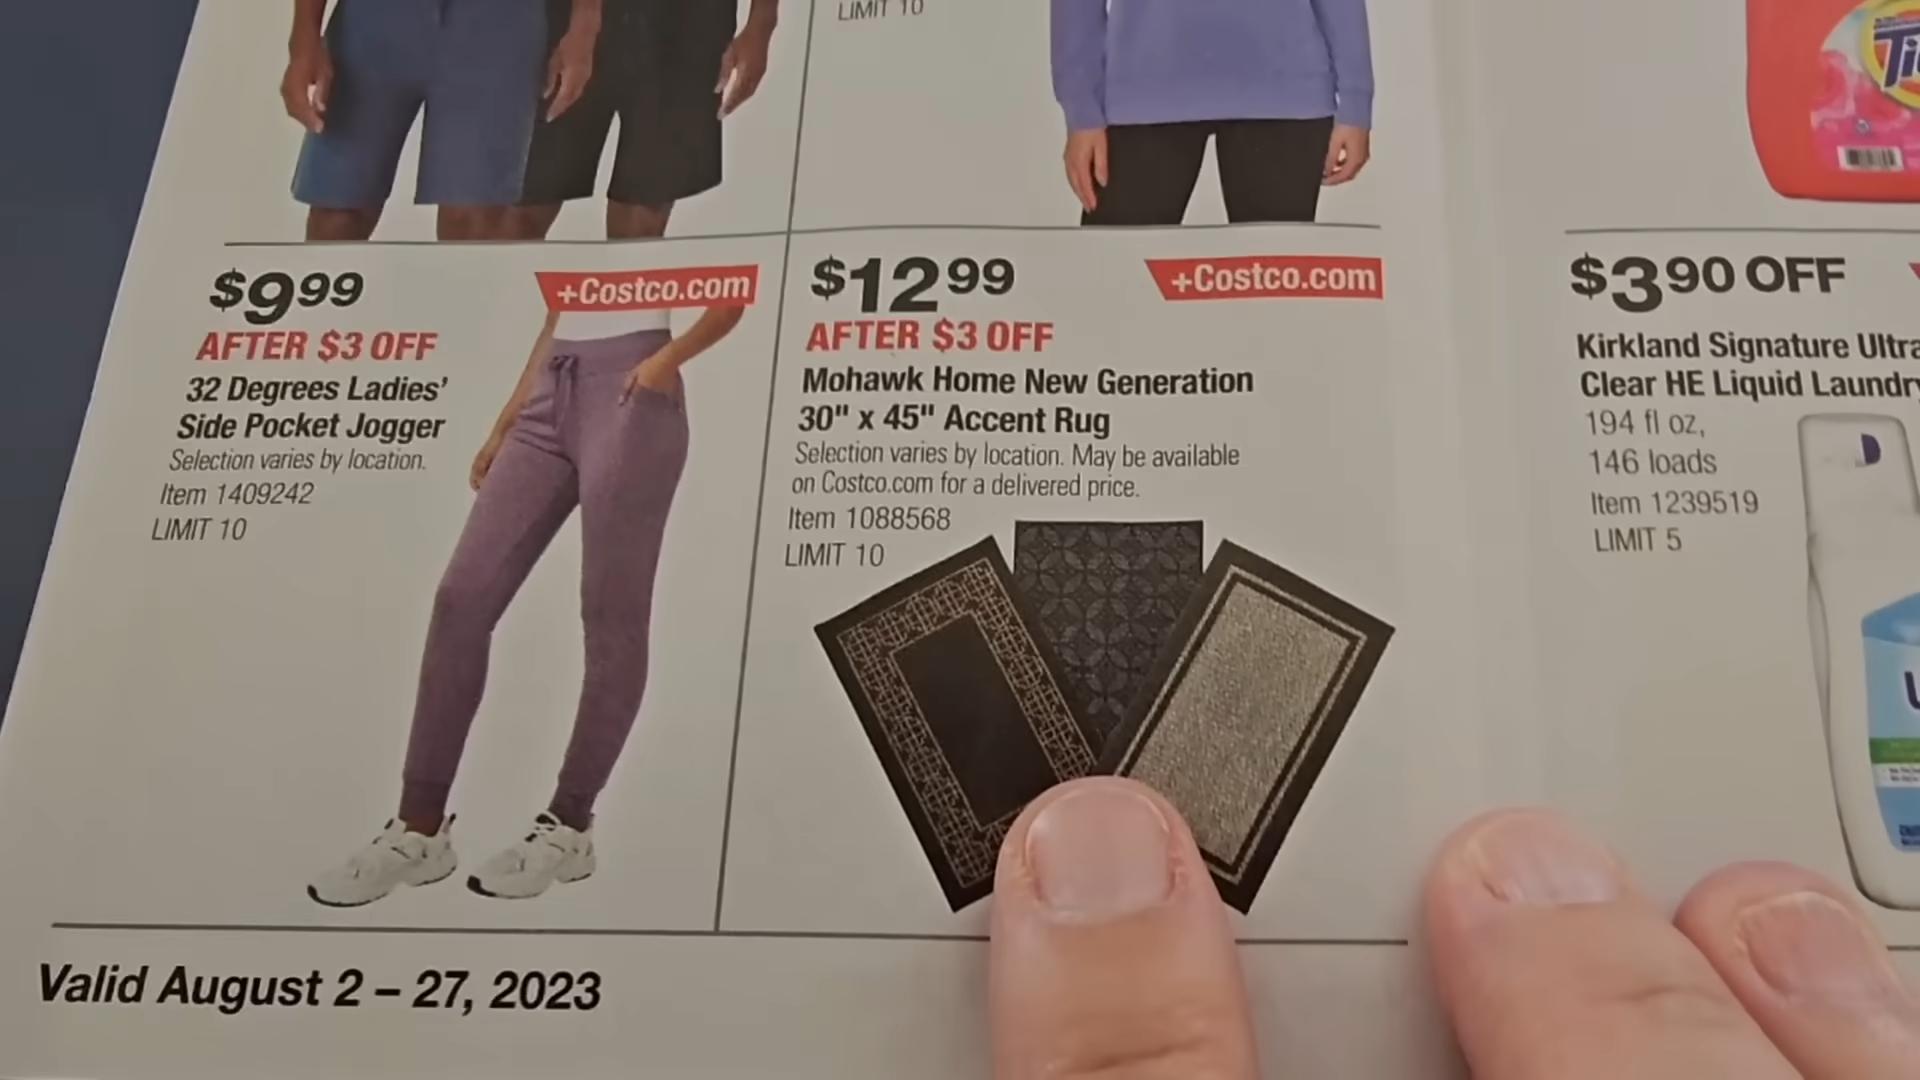 LIMIT 10
$9.99
+Costco.com
AFTER $3 OFF
32 Degrees Ladies'
Side Pocket Jogger
Selection varies by location.
Item 1409242
LIMIT 10
$12.99
+Costco.com
AFTER $3 OFF
Mohawk Home New Generation
30" x 45" Accent Rug
Selection varies by location. May be available
on Costco.com for a delivered price.
Item 1088568
LIMIT 10
$3.90 OFF
Kirkland Signature Ultra
Clear HE Liquid Laundry
194 fl oz,
146 loads
Item 1239519
LIMIT 5
Valid August 2 – 27, 2023